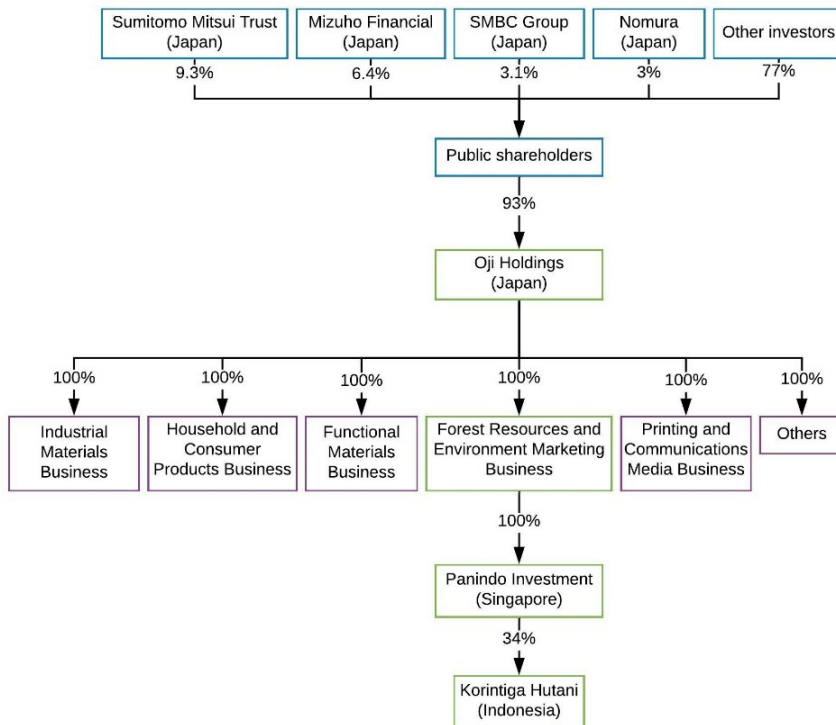 Sumitomo Mitsui Trust
(Japan)
Mizuho Financial
(Japan)
SMBC Group
(Japan)
Nomura
(Japan)
Other investors
9.3%
6.4%
3.1%
3%
77%
Public shareholders
93%
Oji Holdings
(Japan)
100%
100%
100%
100%
100%
100%
Industrial
Materials
Business
Household and
Consumer
Products Business
Functional
Materials
Business
Forest Resources and
Environment Marketing
Business
Printing and
Communications
Media Business
Others
100%
Panindo Investment
(Singapore)
34%
Korintiga Hutani
(Indonesia)